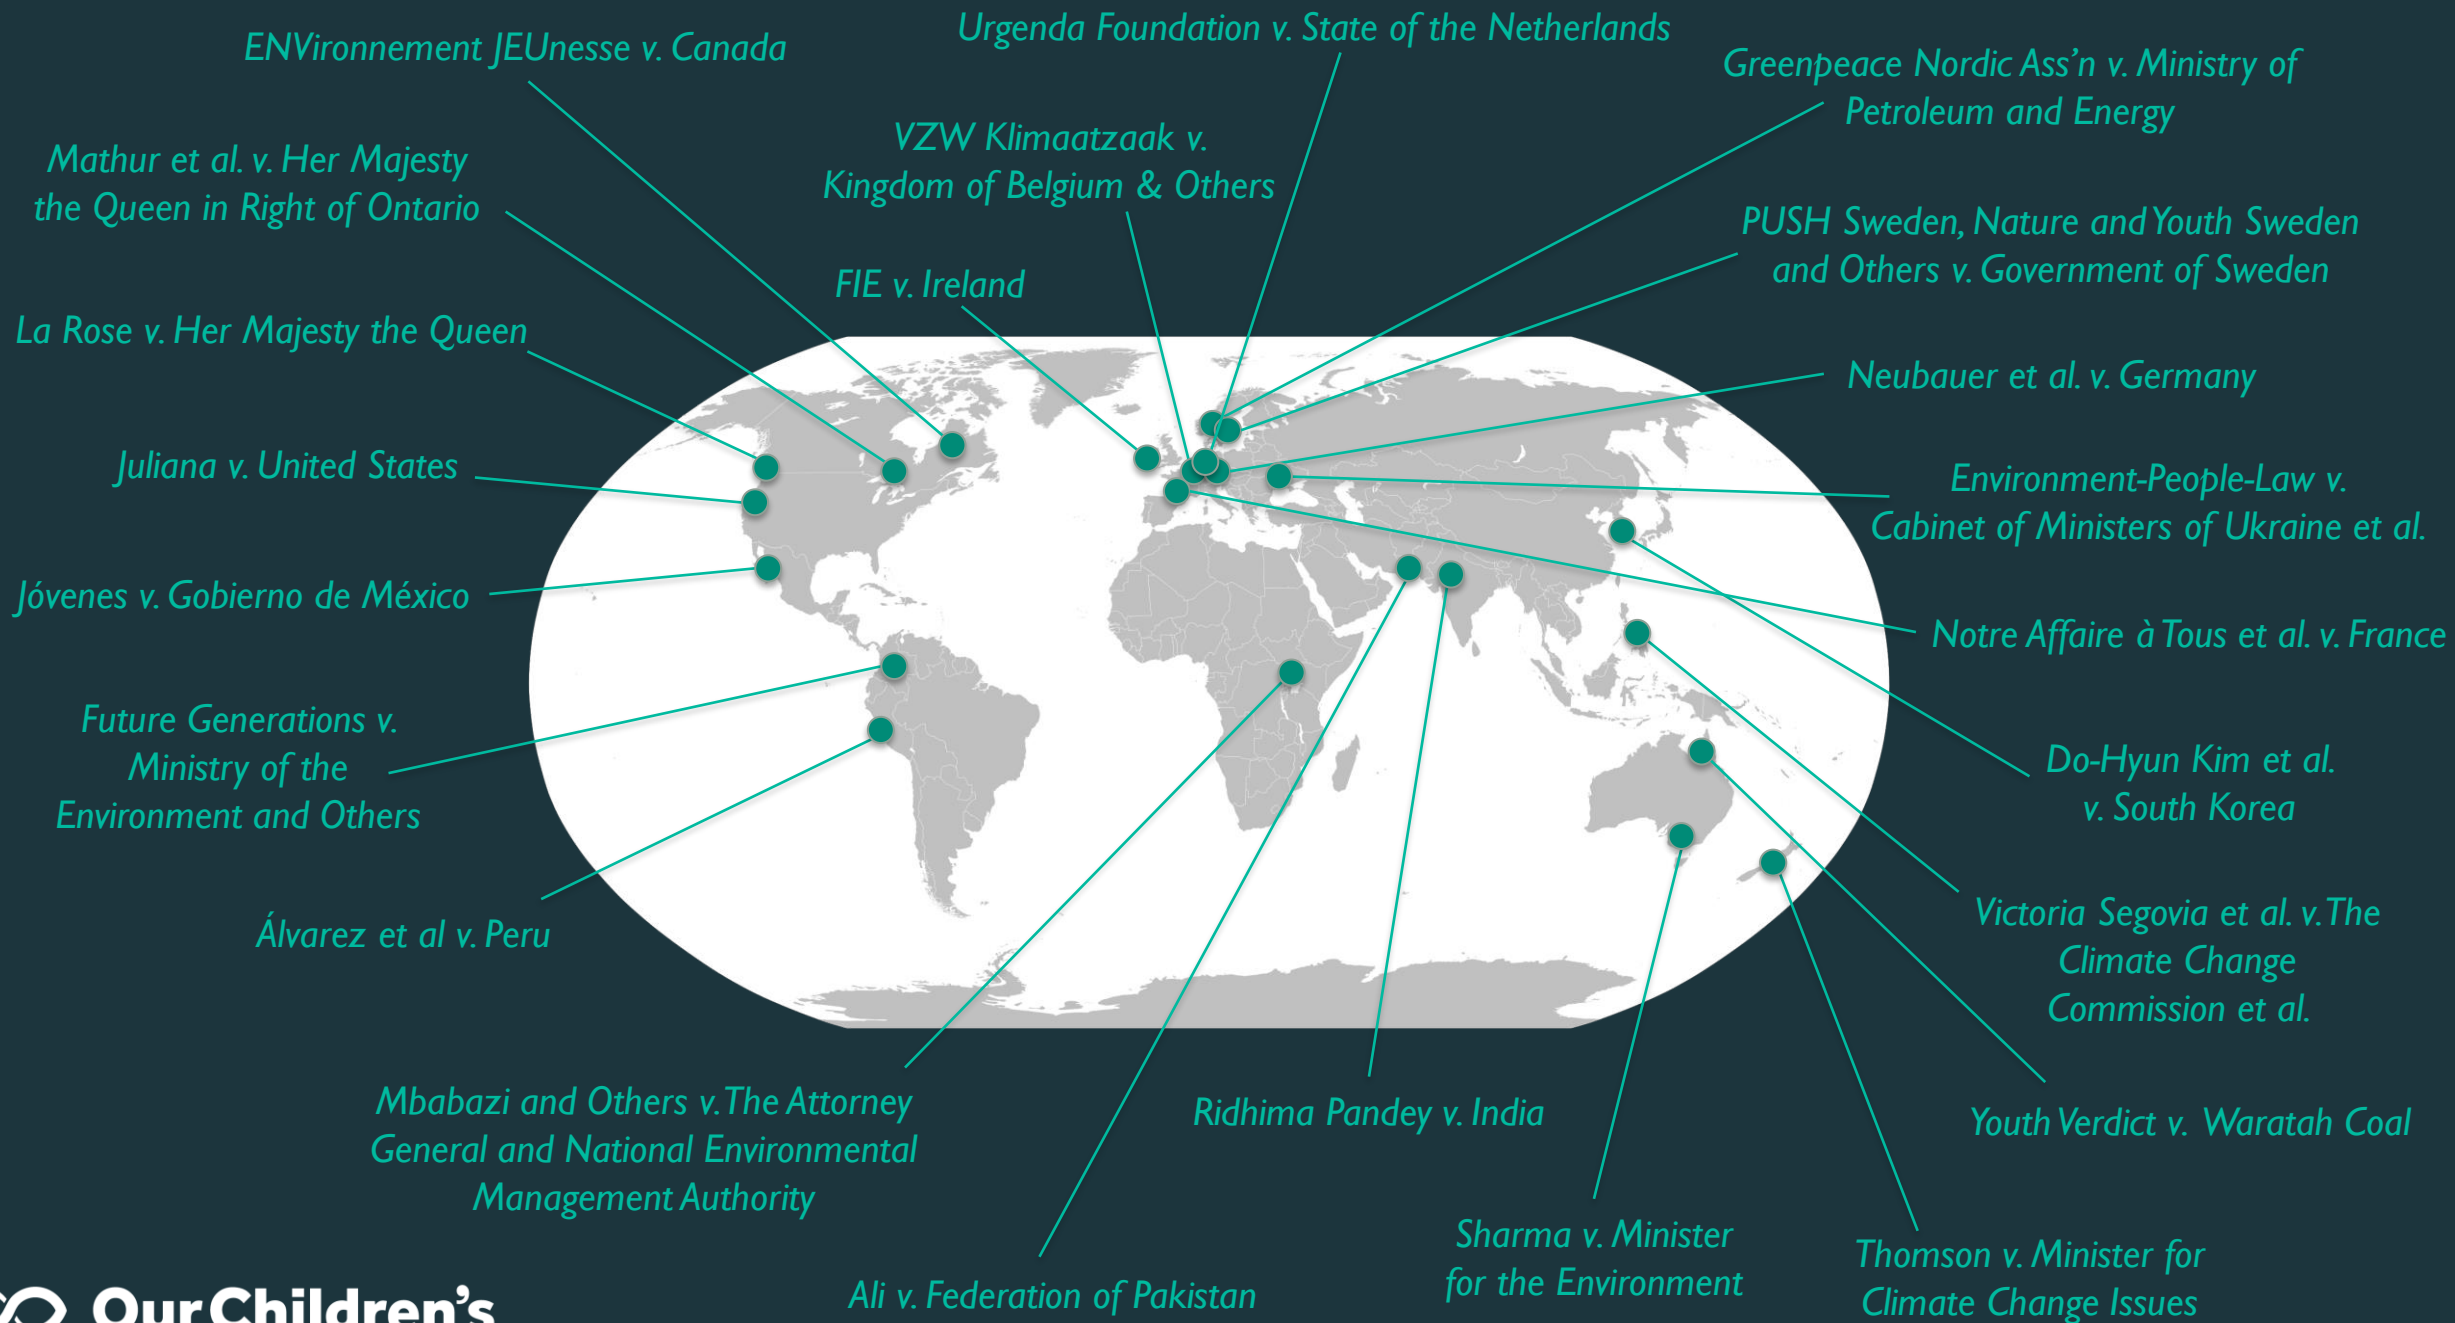 Urgenda Foundation v. State of the Netherlands
ENVironnement JEUnesse v. Canada
Greenpeace Nordic Ass'n v. Ministry of
Petroleum and Energy
VZW Klimaatzaak v.
Kingdom of Belgium & Others
Mathur et al. v. Her Majesty
the Queen in Right of Ontario
PUSH Sweden, Nature and Youth Sweden
and Others v. Government of Sweden
FIE v. Ireland
La Rose v. Her Majesty the Queen
Neubauer et al. v. Germany
Juliana v. United States
Environment-People-Law v.
Cabinet of Ministers of Ukraine et al.
Jóvenes v. Gobierno de México
Notre Affaire à Tous et al. v. France
Future Generations v.
Ministry of the
Environment and Others
Do-Hyun Kim et al.
v. South Korea
Álvarez et al v. Peru
Victoria Segovia et al. v. The
Climate Change
Commission et al.
Mbabazi and Others v. The Attorney
General and National Environmental
Management Authority
Ridhima Pandey v. India
Youth Verdict v. Waratah Coal
Sharma v. Minister
for the Environment
Thomson v. Minister for
Climate Change Issues
Ali v. Federation of Pakistan
Our Children's